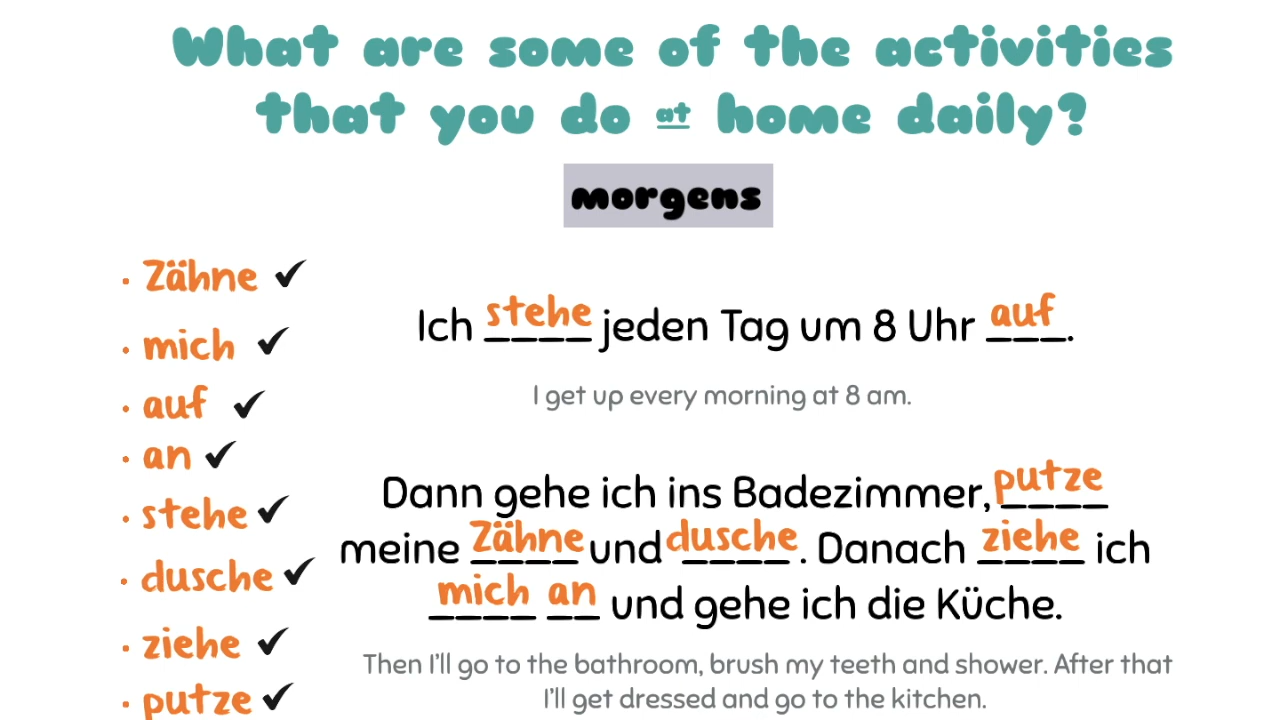 What are some of the activities
that you do at home daily?
morgens
· Zähne ✔
· mich ✔
· auf ✔
· an ✔
· stehe ✔
· dusche ✔
· ziehe ✔
· putze ✔
Ich stehe jeden Tag um 8 Uhr auf.
I get up every morning at 8 am.
Dann gehe ich ins Badezimmer, putze
meine Zähne und dusche. Danach ziehe ich
mich an und gehe ich die Küche.
Then I'll go to the bathroom, brush my teeth and shower. After that
I'll get dressed and go to the kitchen.